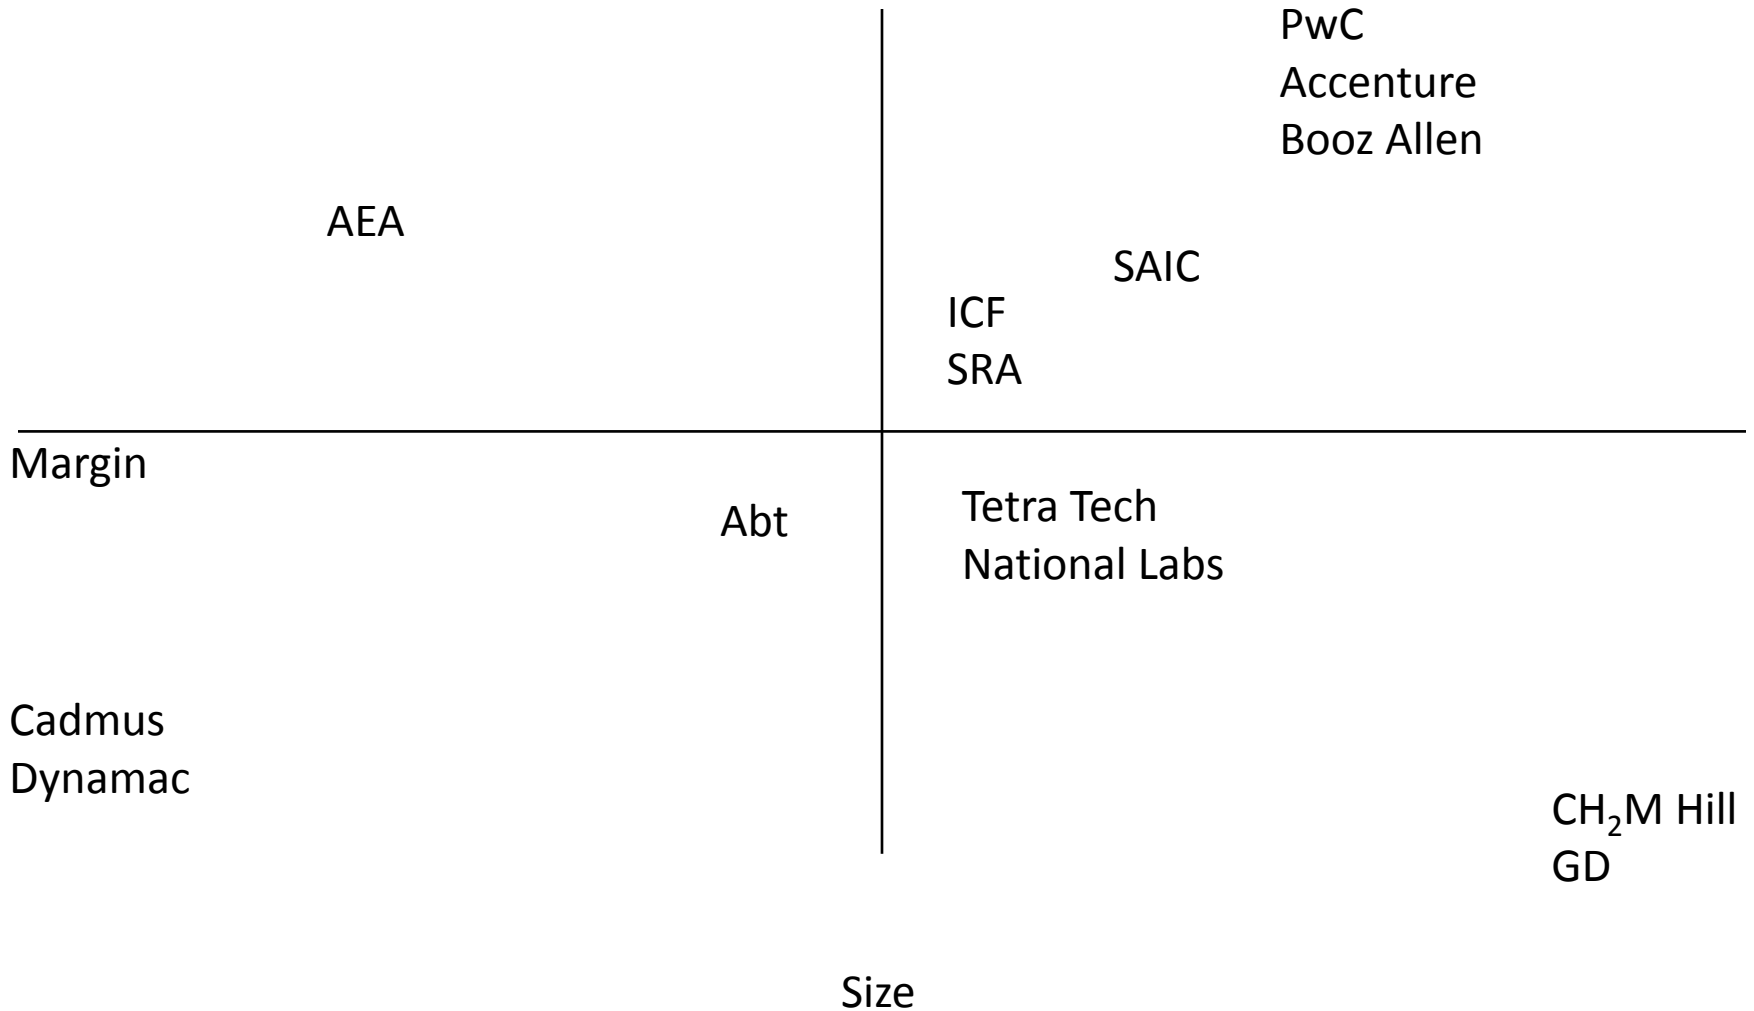 PwC
Accenture
Booz Allen
AEA
SAIC
ICF
SRA
Margin
Abt
Tetra Tech
National Labs
Cadmus
Dynamac
CH₂M Hill
GD
Size